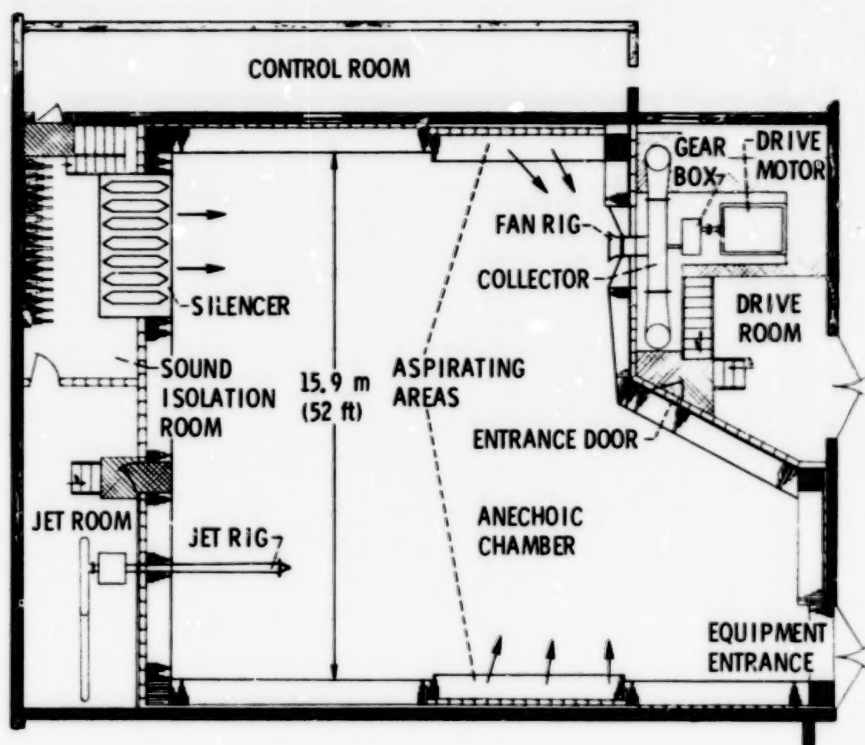 CONTROL ROOM
GEAR
BOX
DRIVE
MOTOR
FAN RIG
COLLECTOR
SILENCER
DRIVE
ROOM
SOUND
ISOLATION
ROOM
15.9 m
(52 ft)
ASPIRATING
AREAS
ENTRANCE DOOR
JET ROOM
JET RIG
ANECHOIC
CHAMBER
EQUIPMENT
ENTRANCE